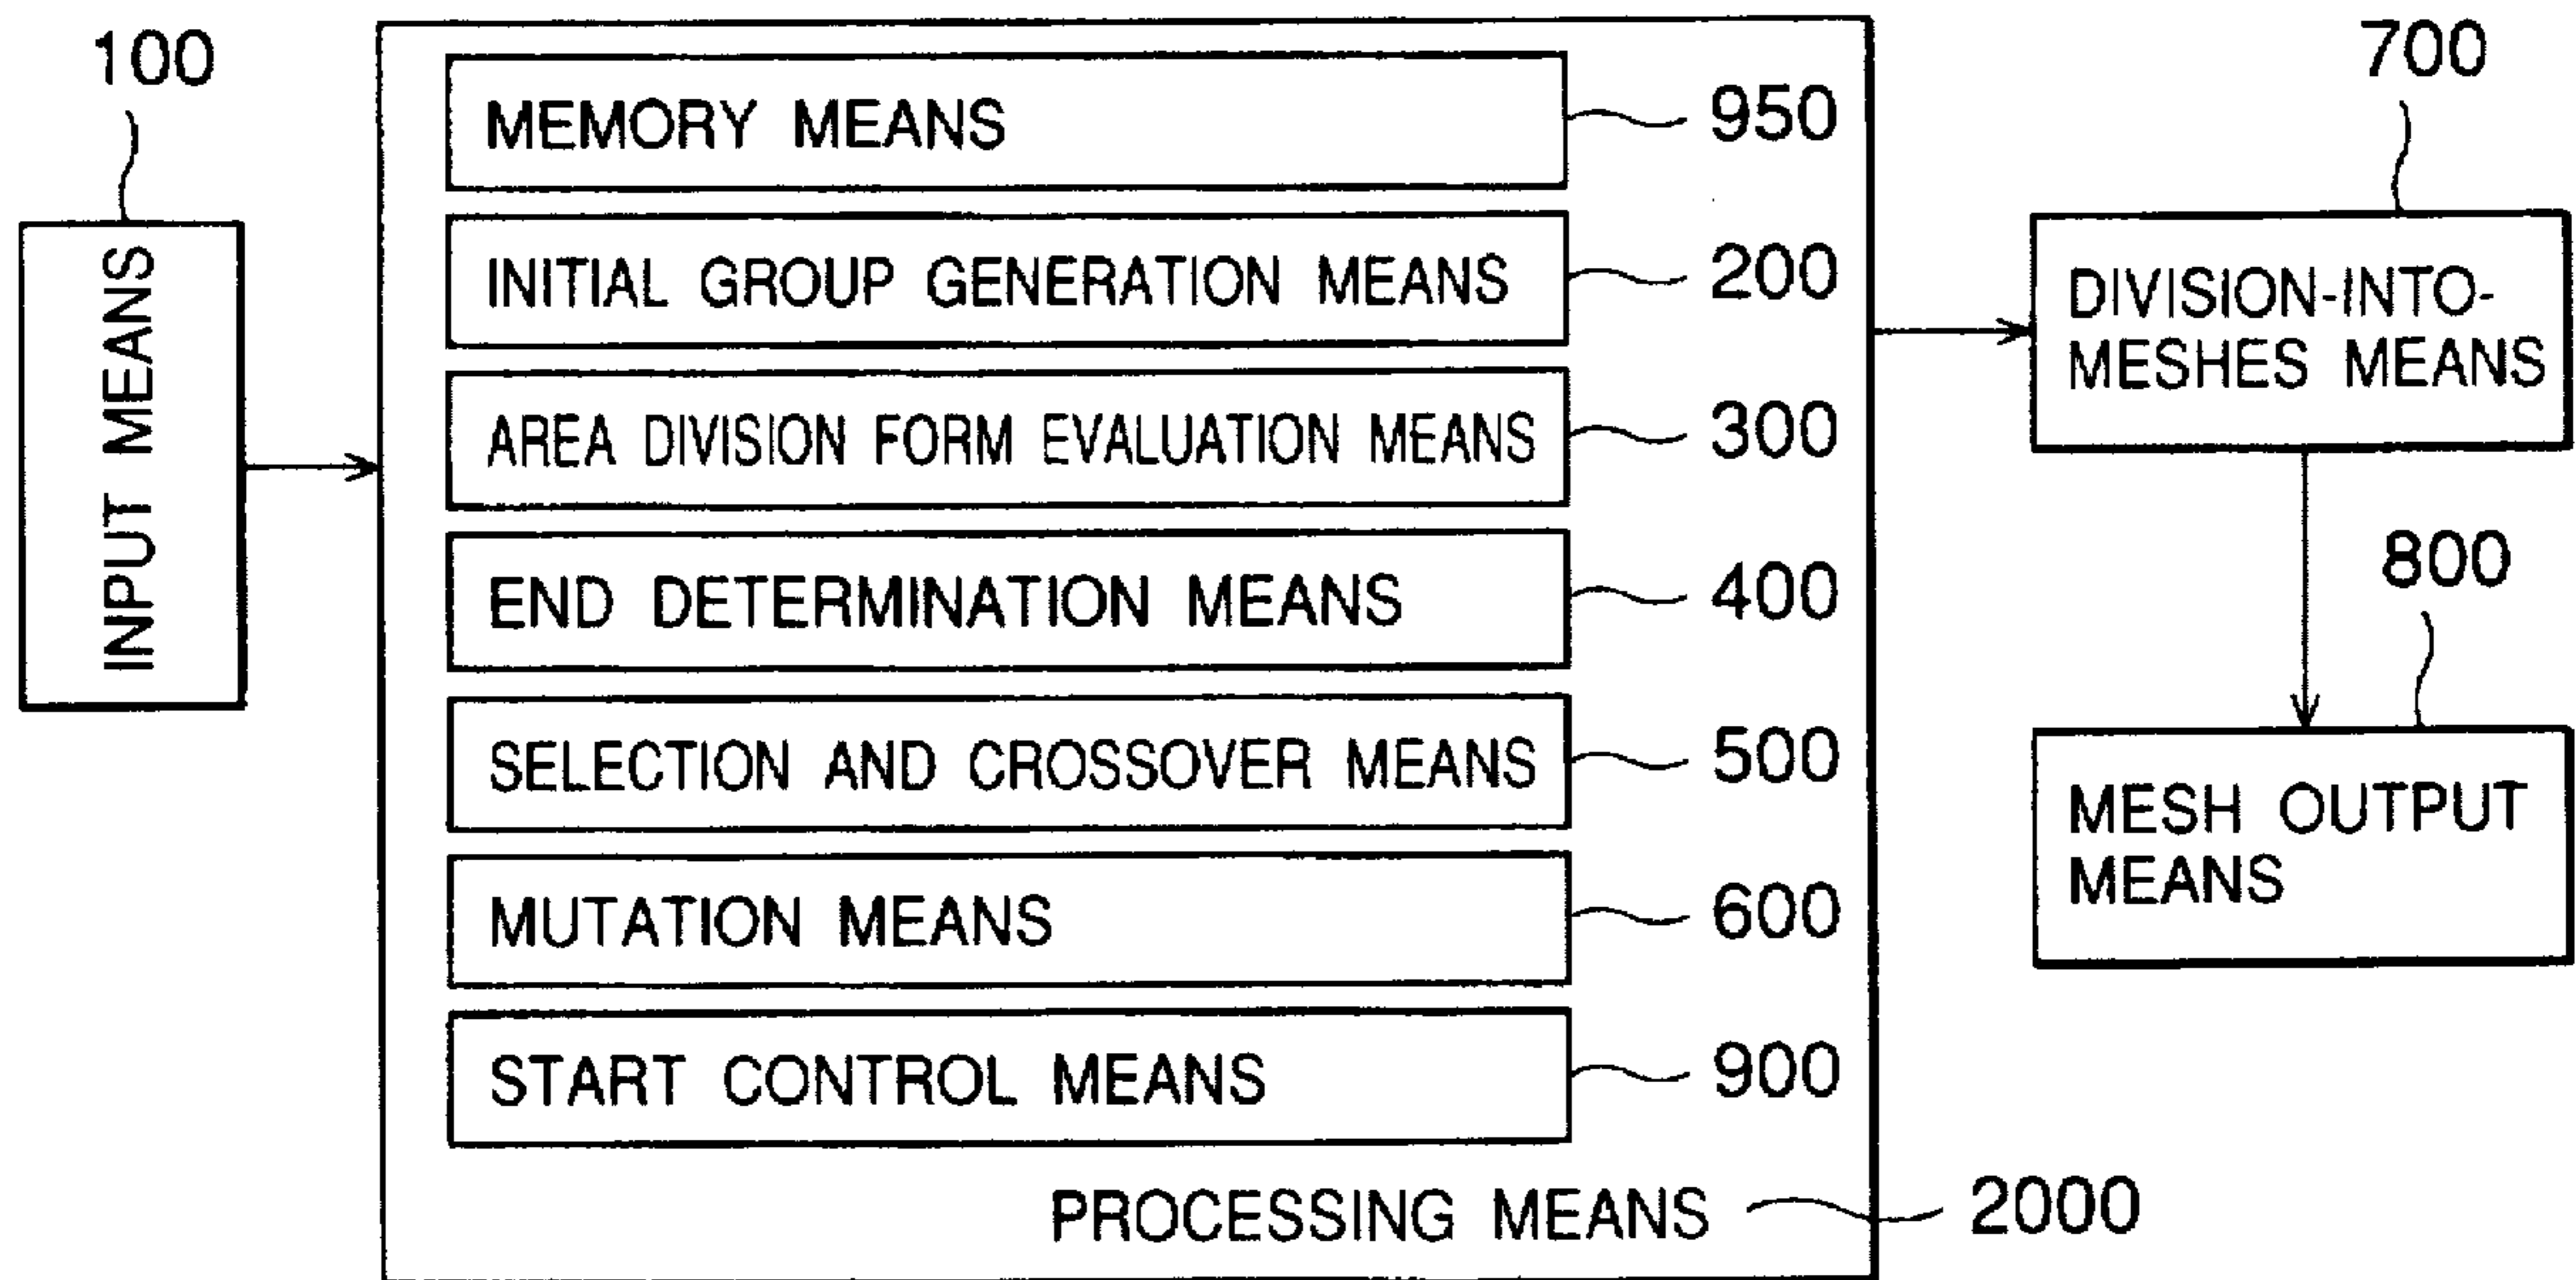 100
INPUT MEANS
MEMORY MEANS
950
INITIAL GROUP GENERATION MEANS
200
AREA DIVISION FORM EVALUATION MEANS
300
END DETERMINATION MEANS
400
SELECTION AND CROSSOVER MEANS
500
MUTATION MEANS
600
START CONTROL MEANS
900
PROCESSING MEANS
2000
700
DIVISION-INTO-
MESHES MEANS
800
MESH OUTPUT
MEANS